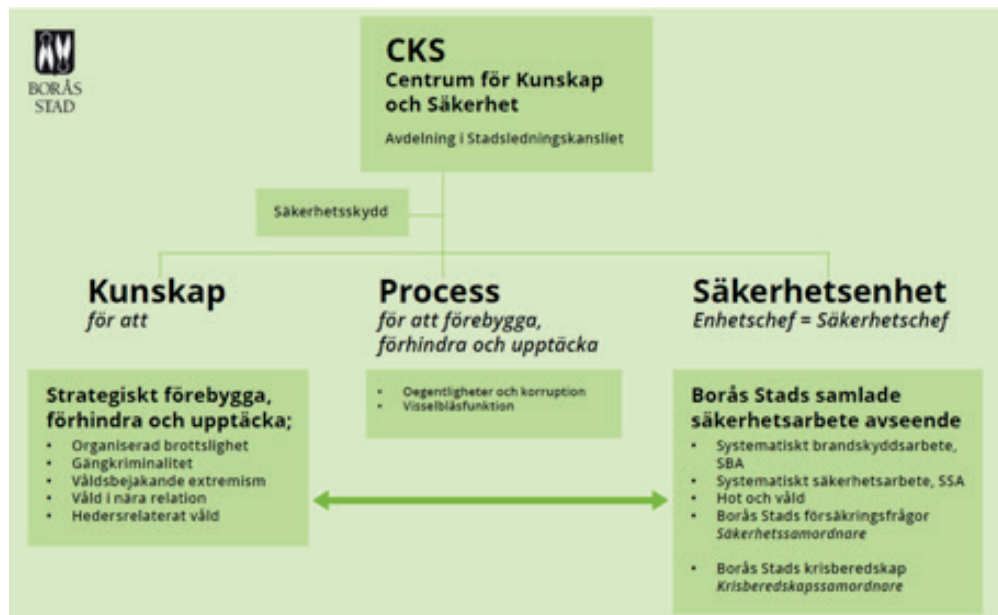 BORÅS
STAD
CKS
Centrum för Kunskap
och Säkerhet
Avdelning i Stadsledningskansliet
Säkerhetsskydd
Kunskap
för att
Strategiskt förebygga,
förhindra och upptäcka;
• Organiserad brottslighet
• Gängkriminalitet
• Våldsbejakande extremism
• Våld i nära relation
• Hedersrelaterat våld
Process
för att förebygga,
förhindra och upptäcka
• Oegentligheter och korruption
• Visselblåsfunktion
Säkerhetsenhet
Enhetschef = Säkerhetschef
Borås Stads samlade
säkerhetsarbete avseende
• Systematiskt brandskyddsarbete,
SBA
• Systematiskt säkerhetsarbete, SSA
• Hot och våld
• Borås Stads försäkringsfrågor
Säkerhetssamordnare
• Borås Stads krisberedskap
Krisberedskapssamordnare